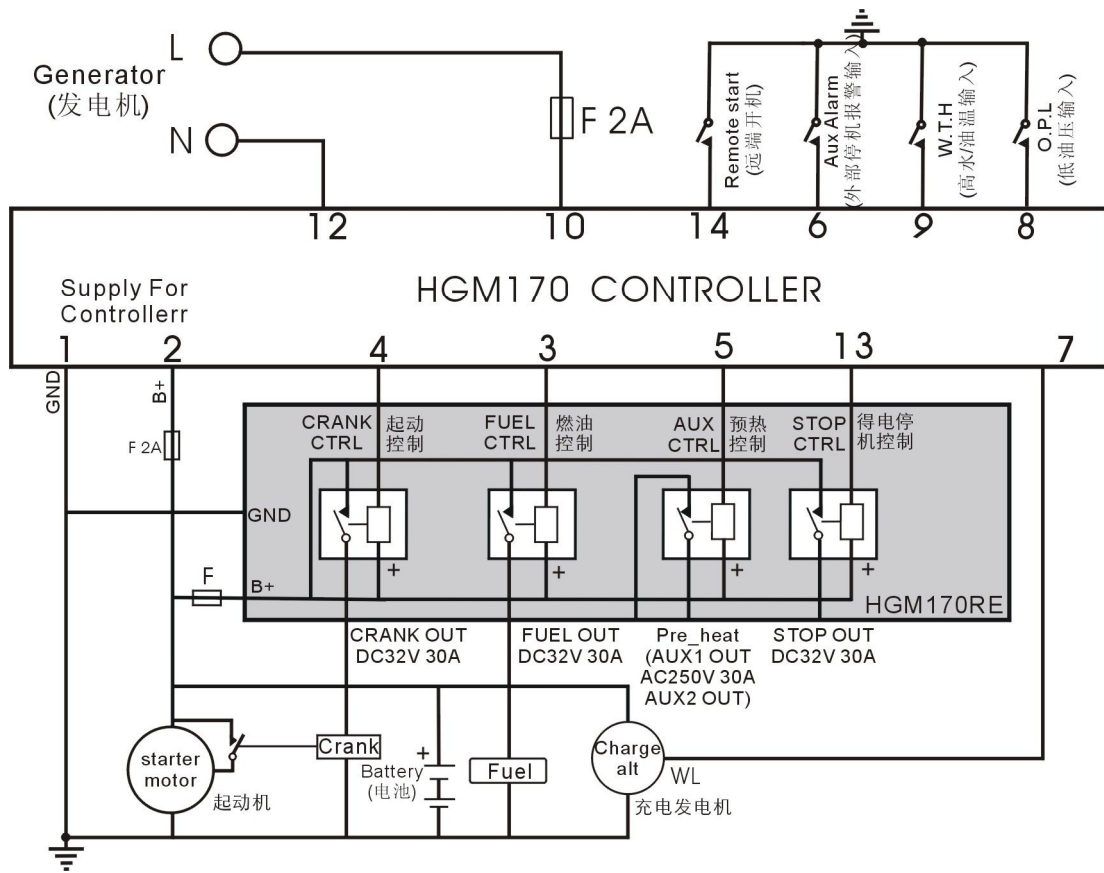 L
Generator
(发电机)
N
F 2A
Remote start
(远端开机)
Aux Alarm
(外部停机报警输入)
W.T.H
(高水/油温输入)
O.P.L
(低油压输入)
12
10
14
6
9
8
Supply For
Controllerr
HGM170 CONTROLLER
1
2
4
3
5
13
7
GND
B+
F 2A
CRANK
CTRL
起动
控制
FUEL
CTRL
燃油
控制
AUX
CTRL
预热
控制
STOP
CTRL
得电停
机控制
GND
+
+
+
+
F
B+
HGM170RE
CRANK OUT
DC32V 30A
FUEL OUT
DC32V 30A
Pre_heat
(AUX1 OUT
AC250V 30A
AUX2 OUT)
STOP OUT
DC32V 30A
starter
motor
起动机
Crank
+
Battery
(电池)
Fuel
Charge
alt
WL
充电发电机